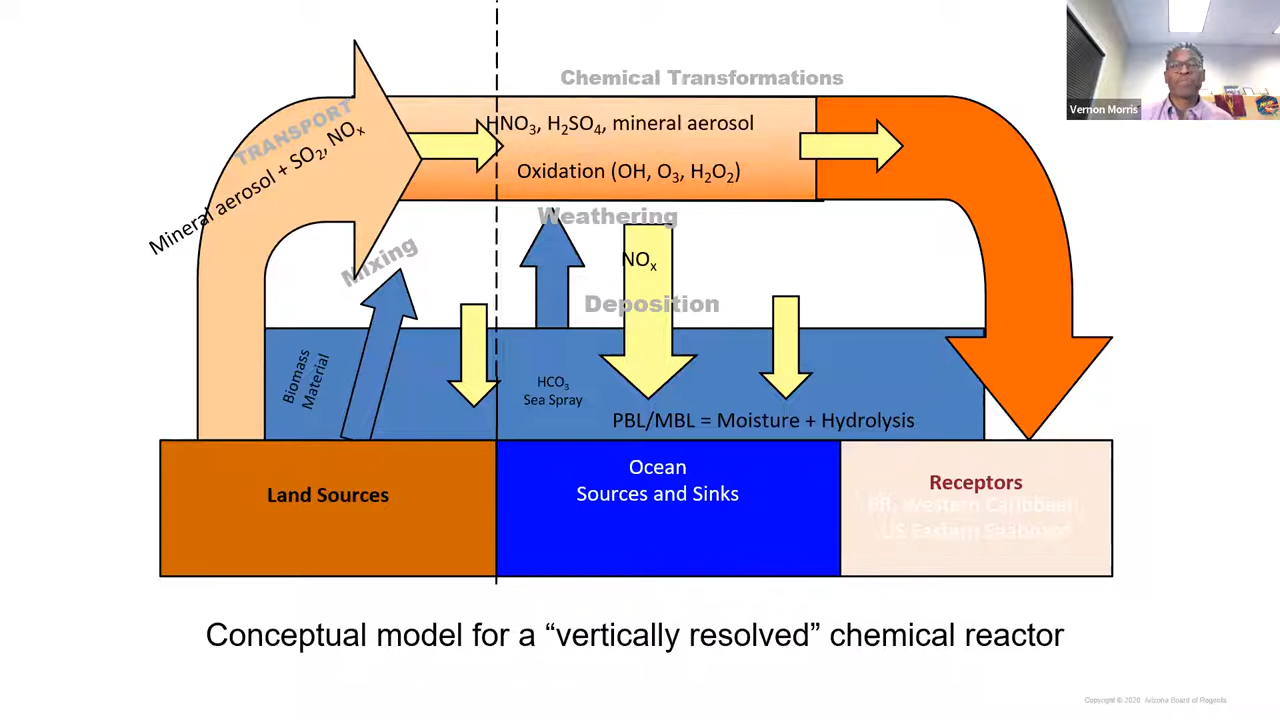 Vernon Morris
Chemical Transformations
TRANSPORT
Mineral aerosol + SO₂, NOₓ
HNO₃, H₂SO₄, mineral aerosol
Oxidation (OH, O₃, H₂O₂)
Weathering
Mixing
NOₓ
Deposition
Biomass
Material
HCO₃
Sea Spray
PBL/MBL = Moisture + Hydrolysis
Land Sources
Ocean
Sources and Sinks
Receptors
PR, Western Caribbean,
US Eastern Seaboard
Conceptual model for a “vertically resolved” chemical reactor
Copyright © 2020 Arizona Board of Regents